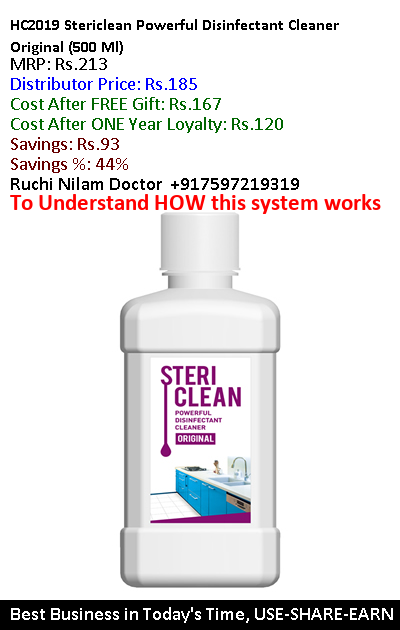 HC2019 Stericlean Powerful Disinfectant Cleaner
Original (500 Ml)
MRP: Rs.213
Distributor Price: Rs.185
Cost After FREE Gift: Rs.167
Cost After ONE Year Loyalty: Rs.120
Savings: Rs.93
Savings %: 44%
Ruchi Nilam Doctor +917597219319
To Understand HOW this system works
STERI
CLEAN
POWERFUL
DISINFECTANT
CLEANER
ORIGINAL
Best Business in Today's Time, USE-SHARE-EARN